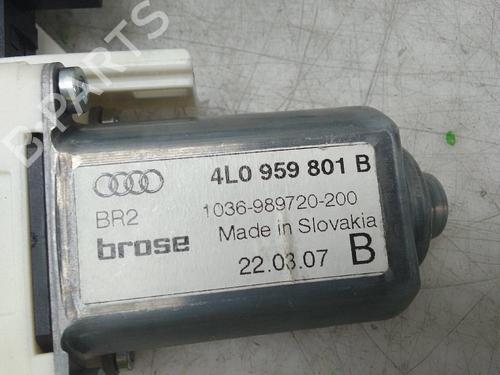 4L0 959 801 B
BR2 1036-989720-200
brose Made in Slovakia
22.03.07 B
B-PARTS